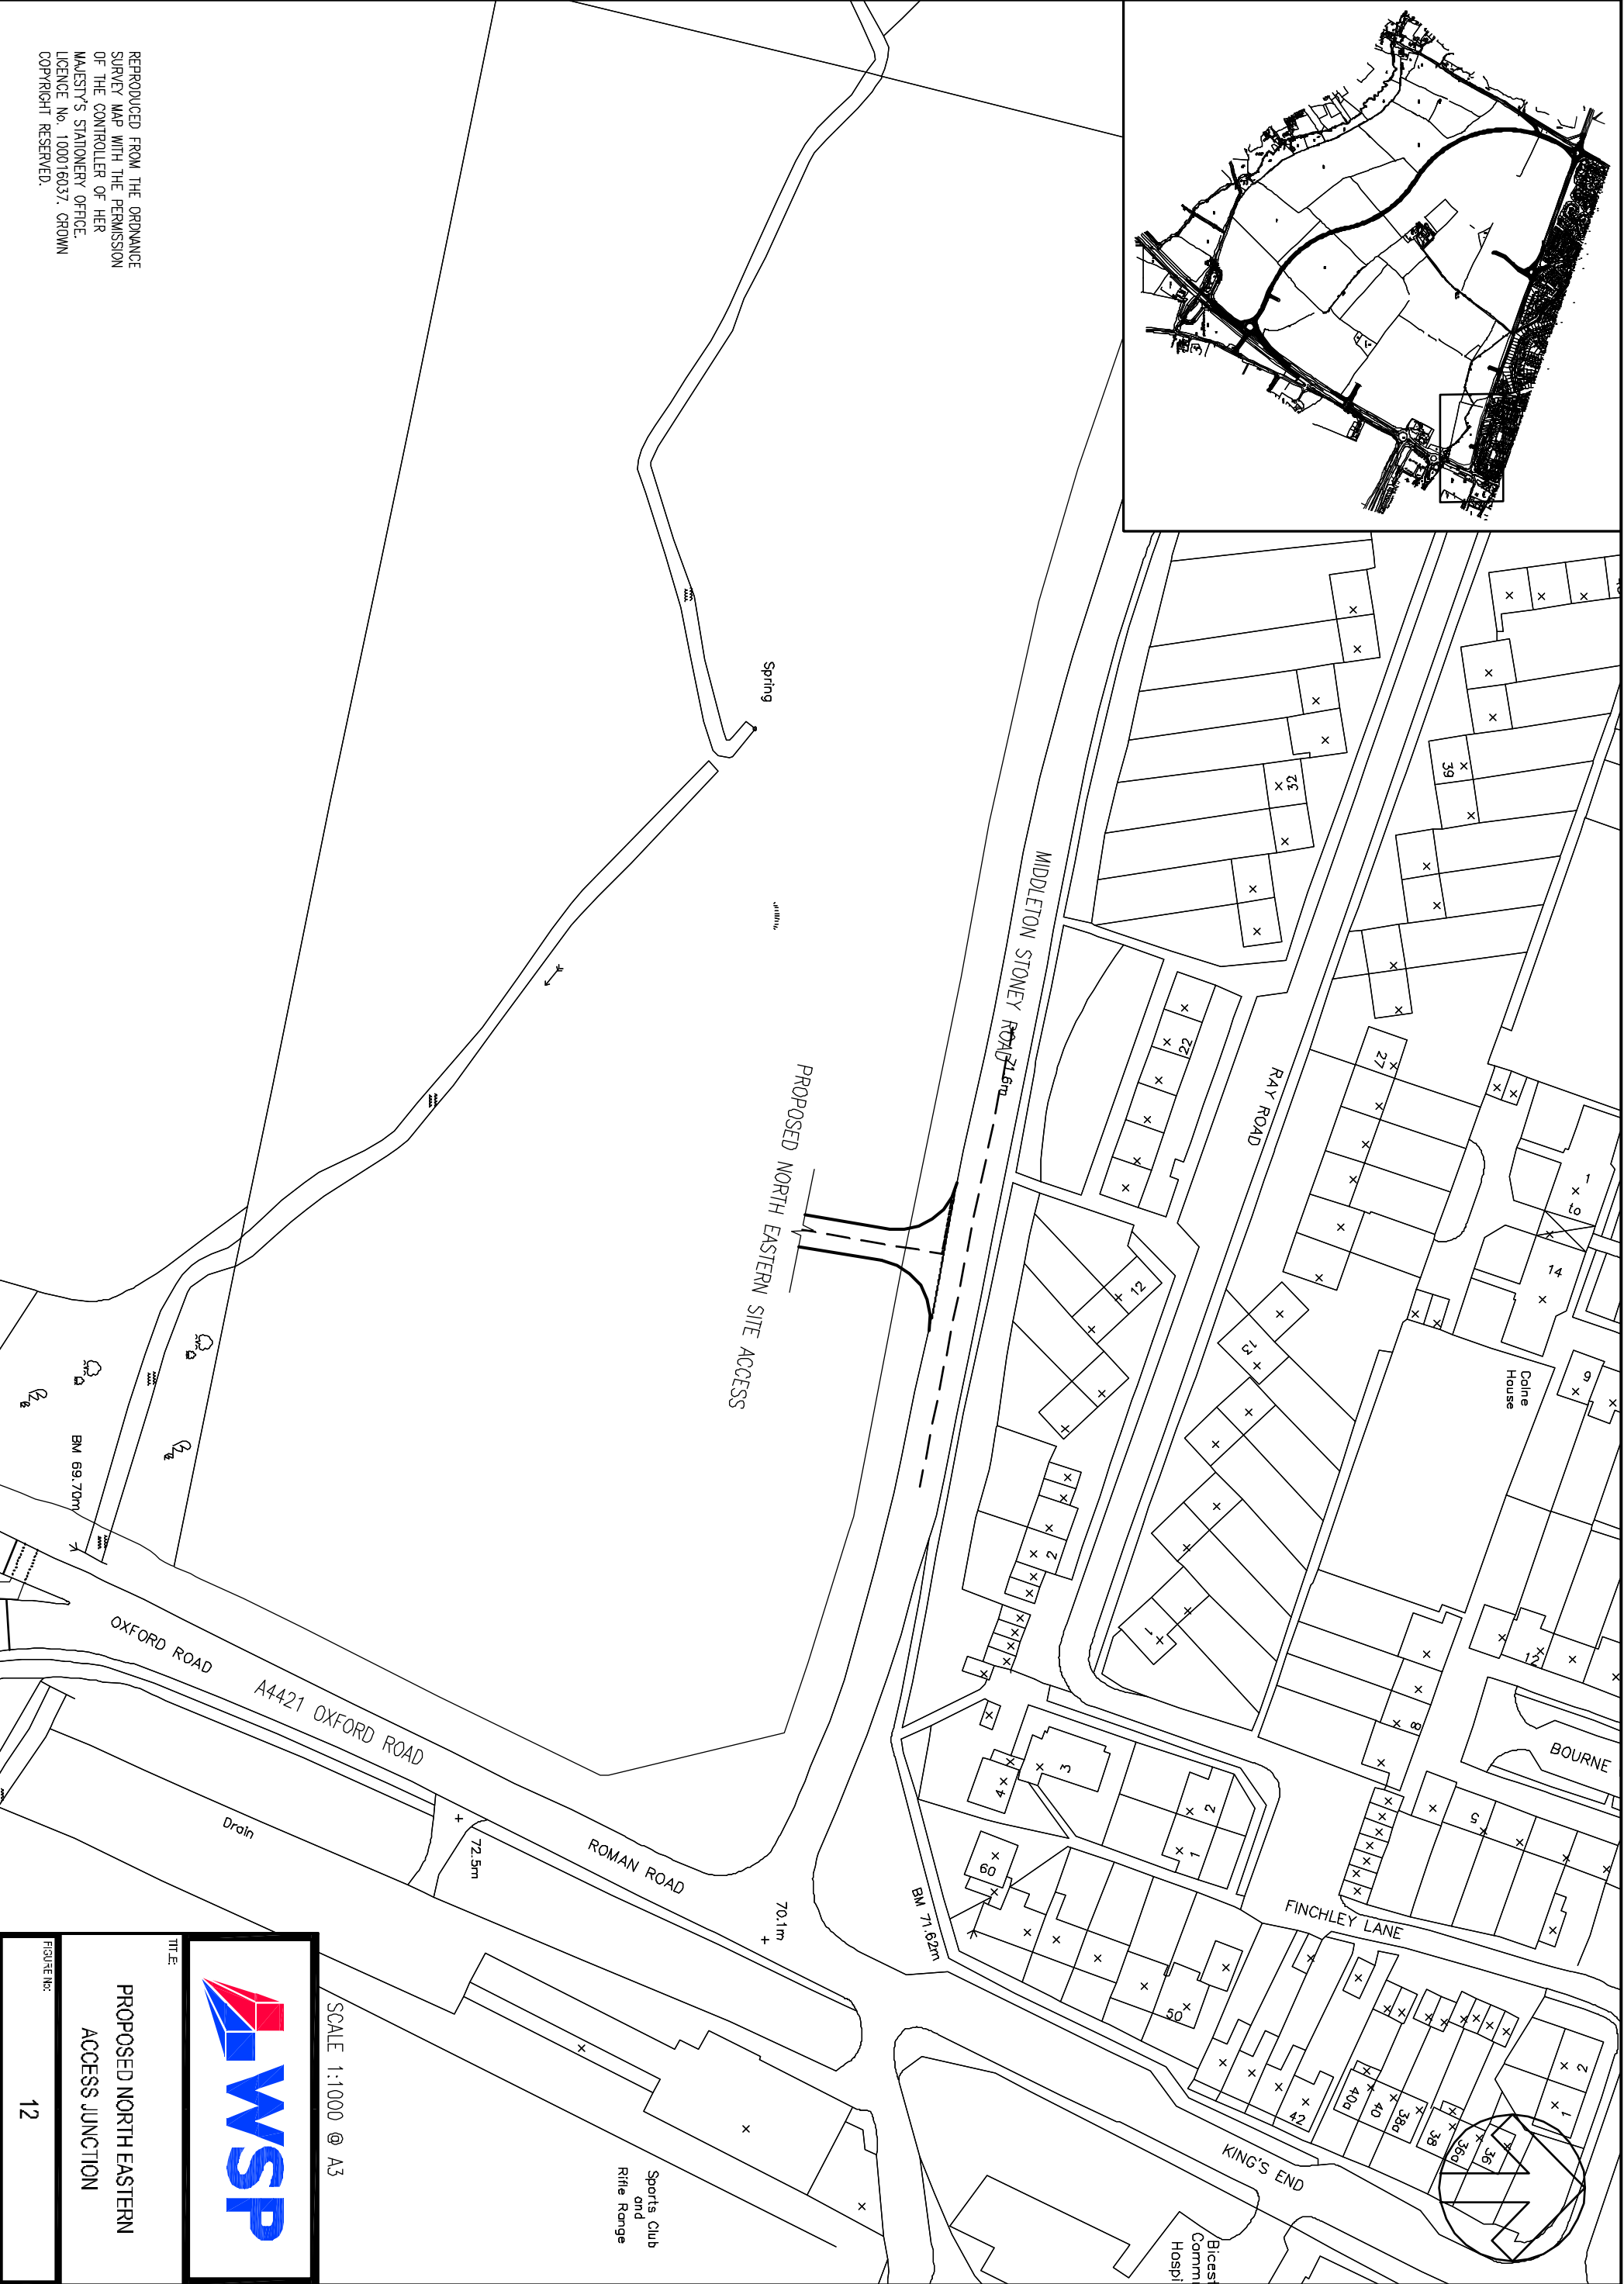 REPRODUCED FROM THE ORDNANCE
SURVEY MAP WITH THE PERMISSION
OF THE CONTROLLER OF HER
MAJESTY'S STATIONERY OFFICE.
LICENCE No. 100016037. CROWN
COPYRIGHT RESERVED.
Spring
MIDDLETON STONEY ROAD
71.6m
PROPOSED NORTH EASTERN SITE ACCESS
RAY ROAD
39
32
27
22
1
to
14
13
12
9
Colne
House
2
1
12
8
BOURNE
5
3
4
2
1
60
BM 71.62m
FINCHLEY LANE
50
42
40a
40
38a
38
36a
36
2
1
KING'S END
BM 69.70m
OXFORD ROAD
A4421 OXFORD ROAD
Drain
72.5m
ROMAN ROAD
70.1m
Sports Club
and
Rifle Range
Bicest
Commu
Hospi
SCALE 1:1000 @ A3
WSP
TITLE:
PROPOSED NORTH EASTERN
ACCESS JUNCTION
FIGURE No:
12